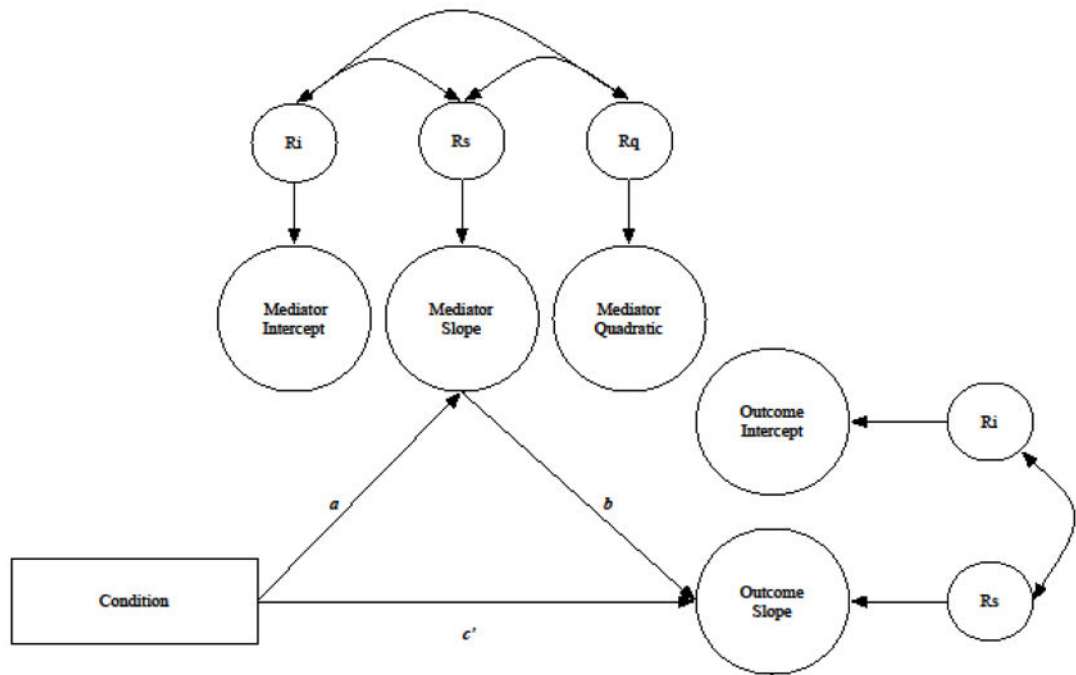 Ri
Rs
Rq
Mediator
Intercept
Mediator
Slope
Mediator
Quadratic
Outcome
Intercept
Ri
a
b
Condition
Outcome
Slope
Rs
c'